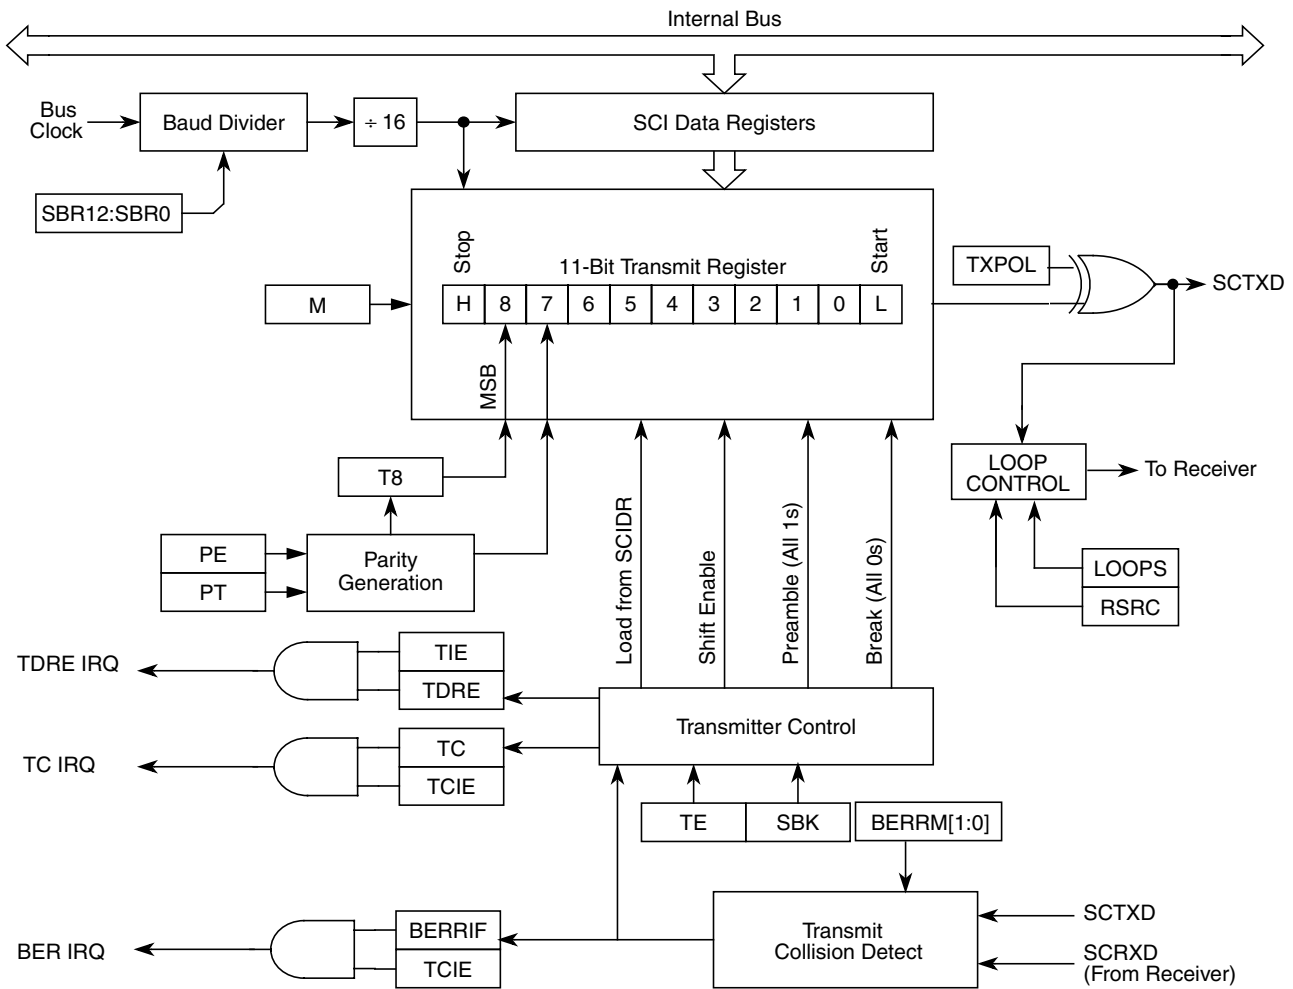 Internal Bus
Bus
Clock
Baud Divider
÷ 16
SCI Data Registers
SBR12:SBR0
Stop
11-Bit Transmit Register
Start
H 8 7 6 5 4 3 2 1 0 L
M
MSB
TXPOL
SCTXD
LOOP
CONTROL
To Receiver
LOOPS
RSRC
T8
PE
PT
Parity
Generation
Load from SCIDR
Shift Enable
Preamble (All 1s)
Break (All 0s)
TDRE IRQ
TIE
TDRE
TC IRQ
TC
TCIE
Transmitter Control
TE
SBK
BERRM[1:0]
BER IRQ
BERRIF
TCIE
Transmit
Collision Detect
SCTXD
SCRXD
(From Receiver)